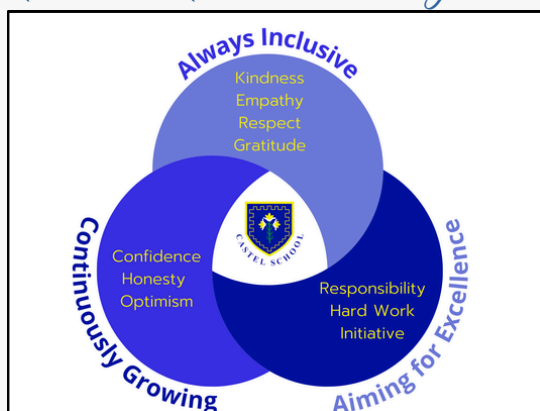 Always Inclusive
Kindness
Empathy
Respect
Gratitude
CASTEL SCHOOL
Continuously Growing
Confidence
Honesty
Optimism
Aiming for Excellence
Responsibility
Hard Work
Initiative